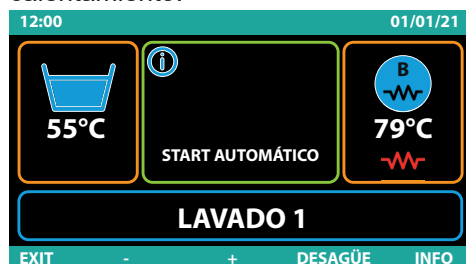 12:00 01/01/21
B
55°C 79°C
START AUTOMÁTICO
LAVADO 1
EXIT - + DESAGÜE INFO